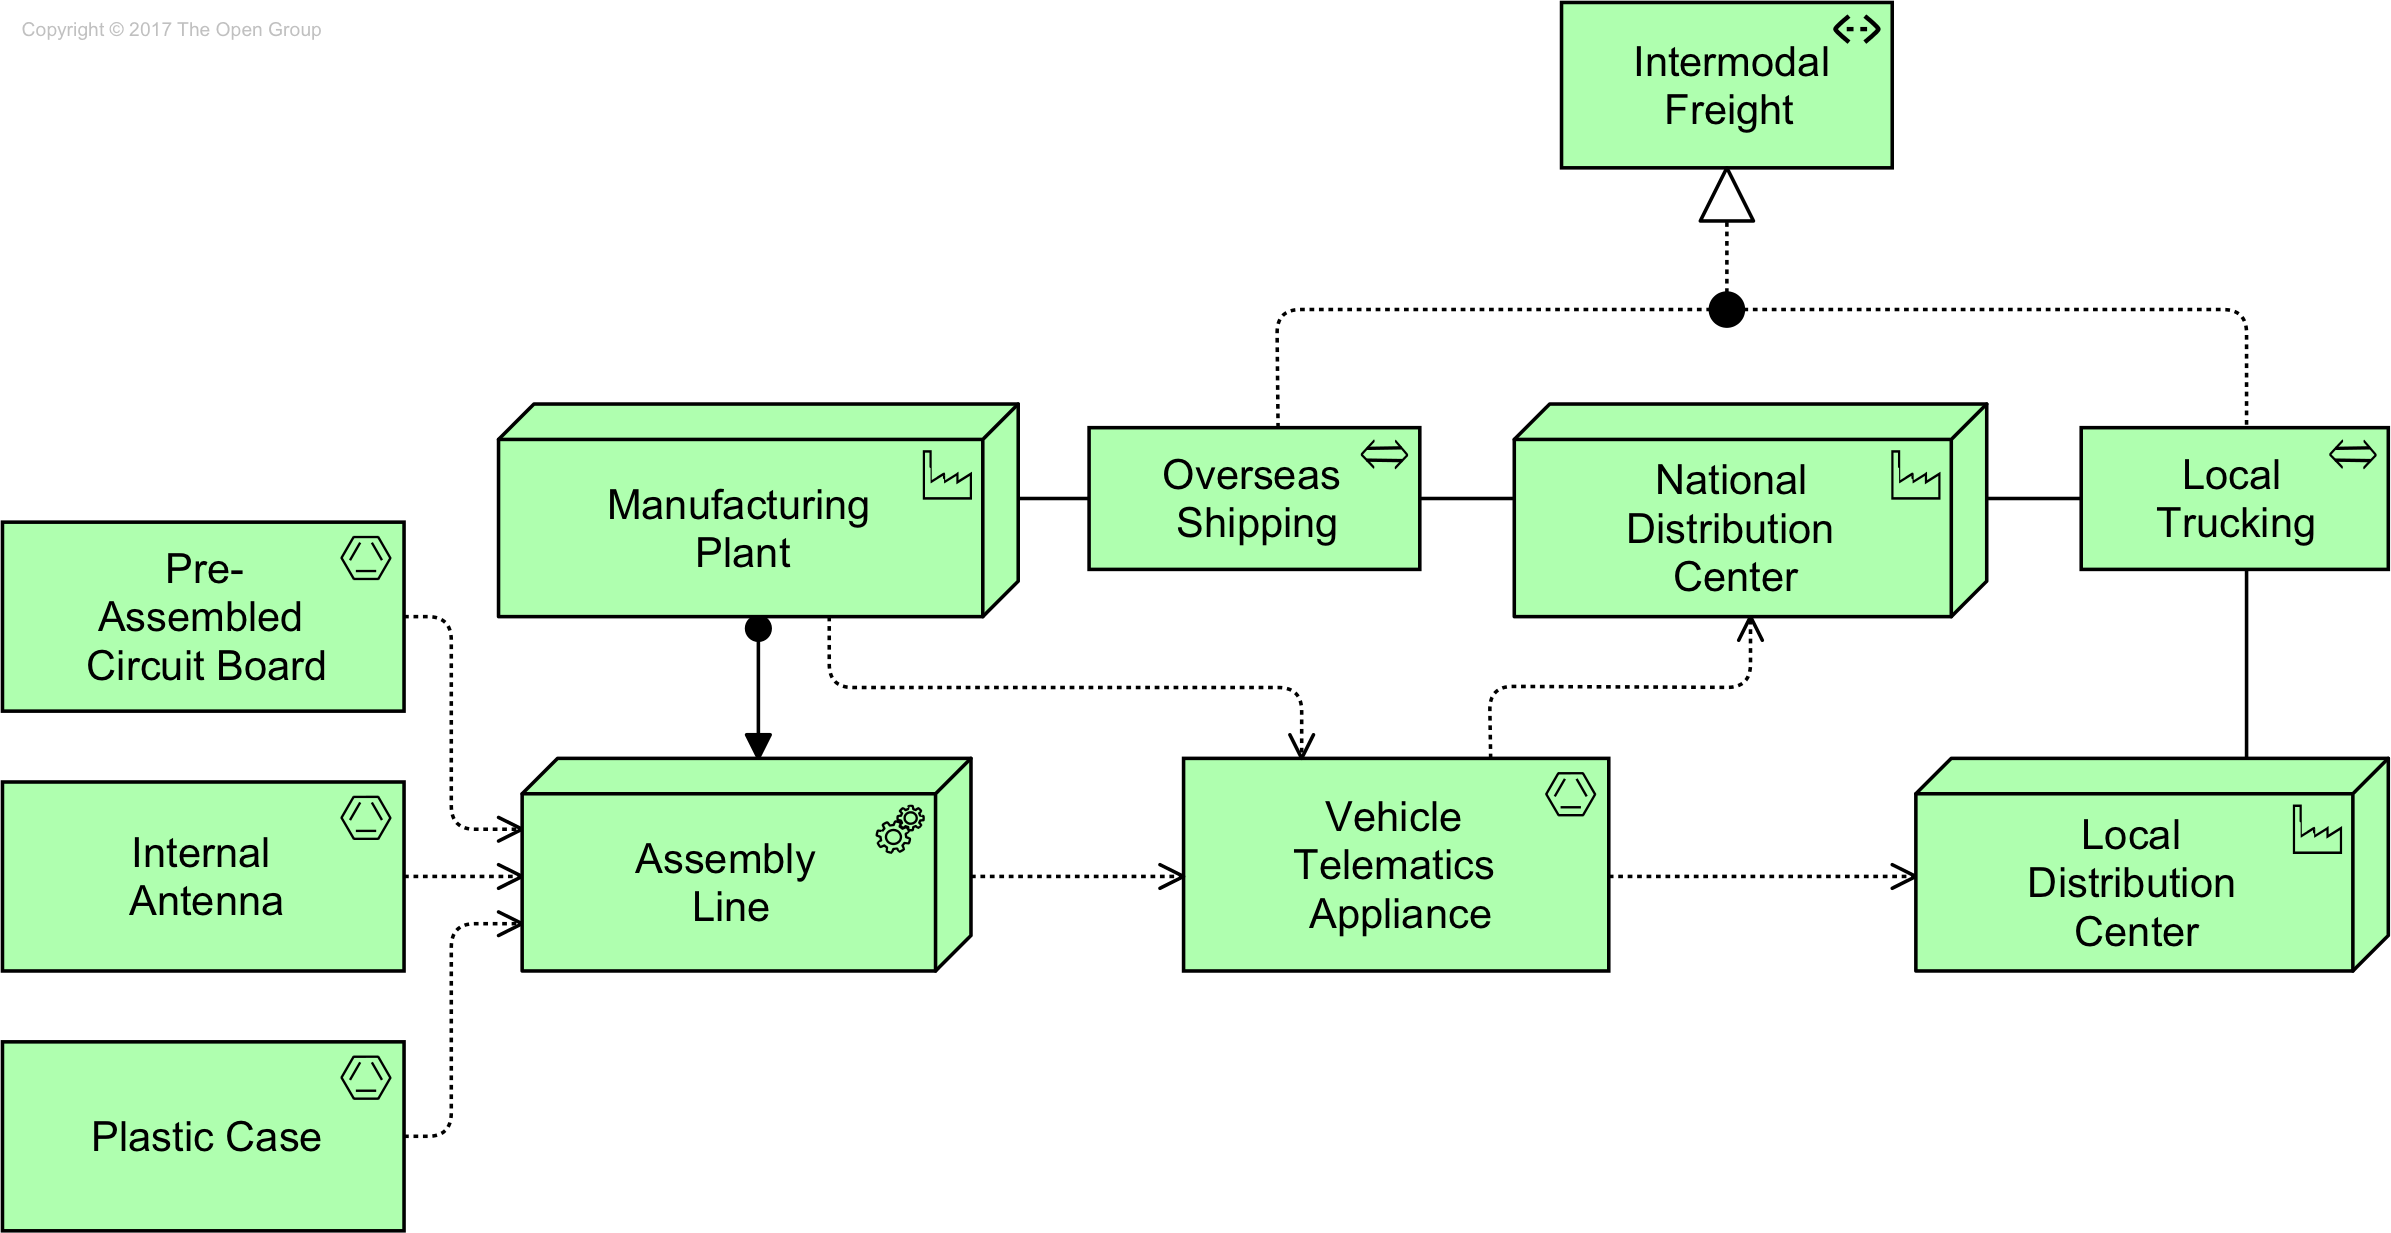 Copyright © 2017 The Open Group
Intermodal
Freight
Manufacturing
Plant
Overseas
Shipping
National
Distribution
Center
Local
Trucking
Pre-
Assembled
Circuit Board
Internal
Antenna
Assembly
Line
Vehicle
Telematics
Appliance
Local
Distribution
Center
Plastic Case